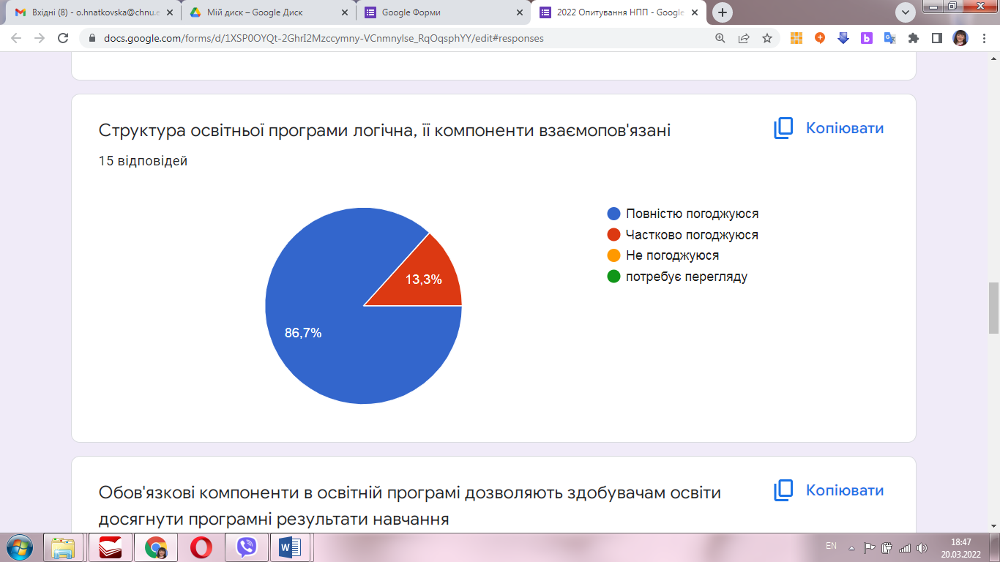 Вхідні (8) - o.hnatkovska@chnu.e
Мій диск – Google Диск
Google Форми
2022 Опитування НПП - Google
docs.google.com/forms/d/1XSP0OYQt-2GhrI2Mzccymny-VCnmnylse_RqOqsphYY/edit#responses
Структура освітньої програми логічна, її компоненти взаємопов'язані
Копіювати
15 відповідей
Повністю погоджуюся
Частково погоджуюся
Не погоджуюся
потребує перегляду
13,3%
86,7%
Обов'язкові компоненти в освітній програмі дозволяють здобувачам освіти
досягнути програмні результати навчання
Копіювати
EN
18:47
20.03.2022